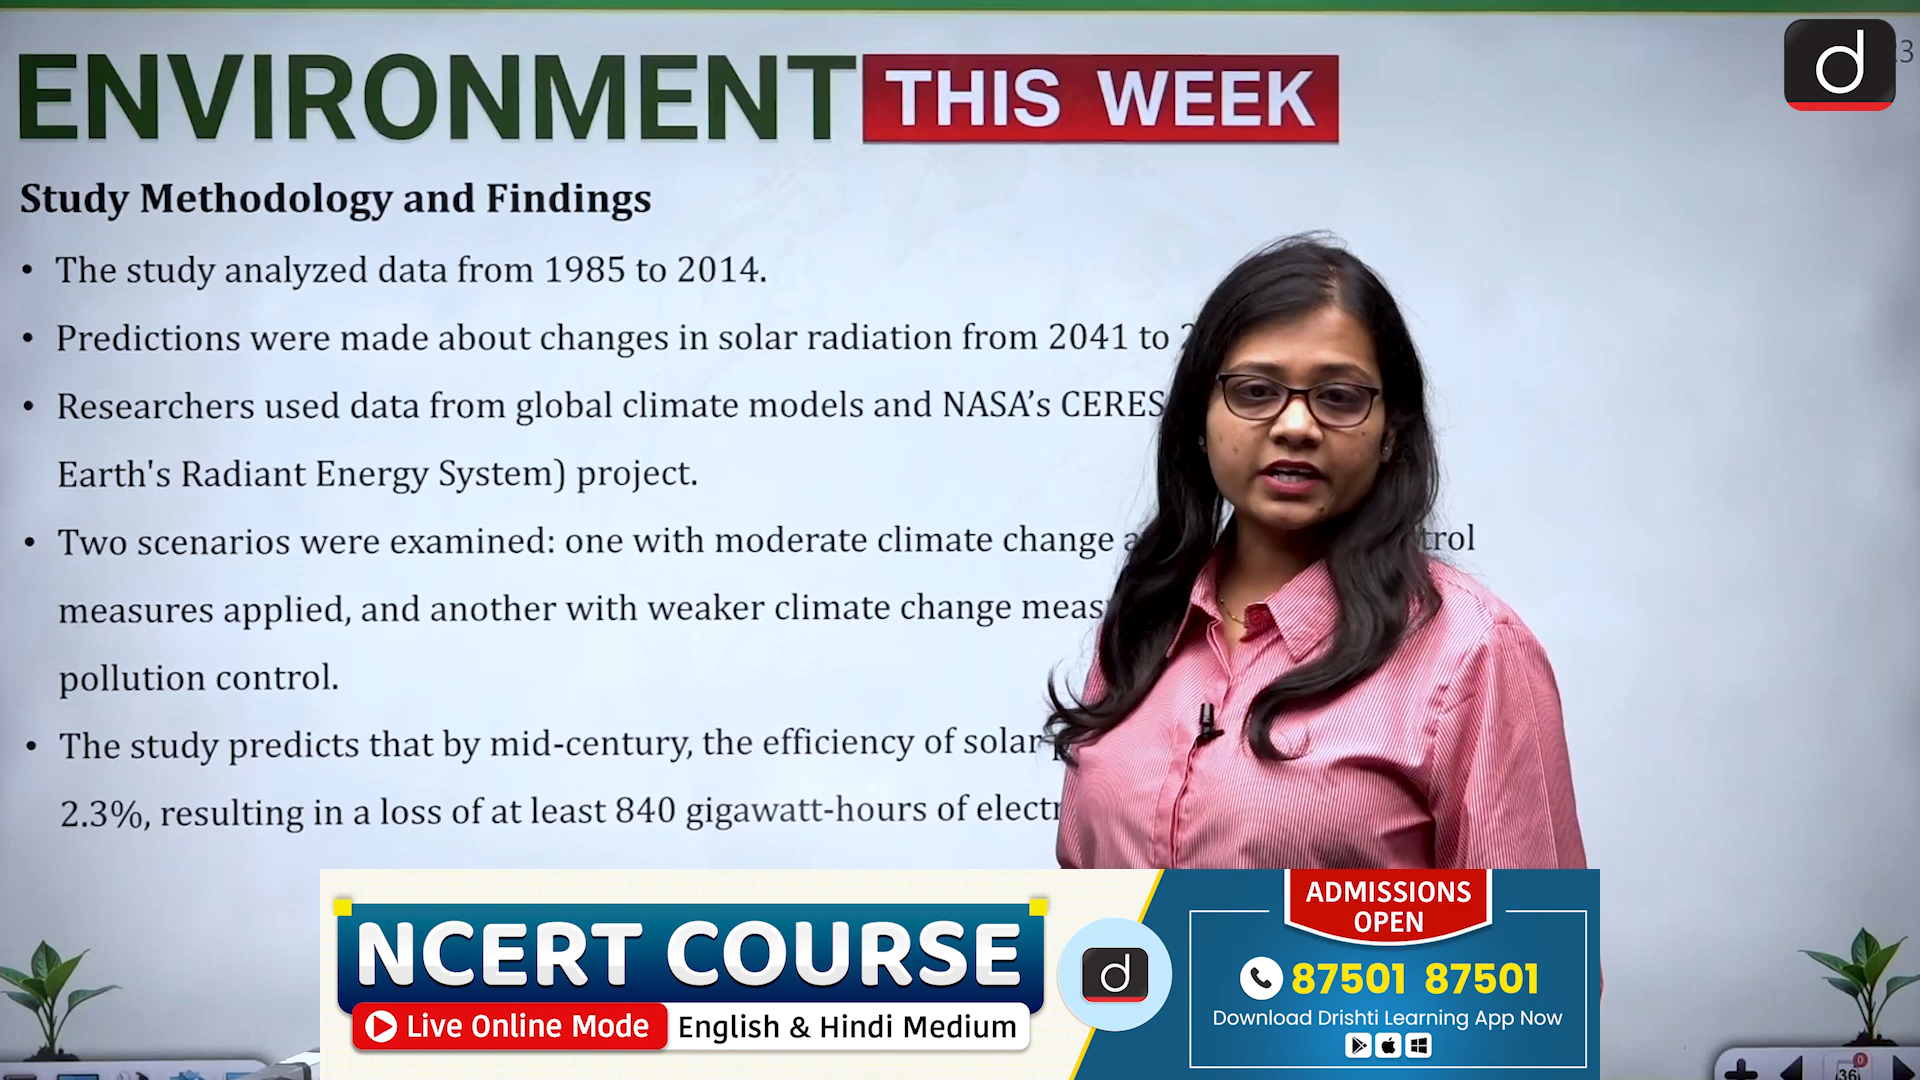 ENVIRONMENT THIS WEEK
Study Methodology and Findings
• The study analyzed data from 1985 to 2014.
• Predictions were made about changes in solar radiation from 2041 to
• Researchers used data from global climate models and NASA’s CERES
Earth's Radiant Energy System) project.
• Two scenarios were examined: one with moderate climate change
measures applied, and another with weaker climate change
pollution control.
• The study predicts that by mid-century, the efficiency of solar
2.3%, resulting in a loss of at least 840 gigawatt-hours of
NCERT COURSE
Live Online Mode English & Hindi Medium
d
d
ADMISSIONS
OPEN
87501 87501
Download Drishti Learning App Now
36
0